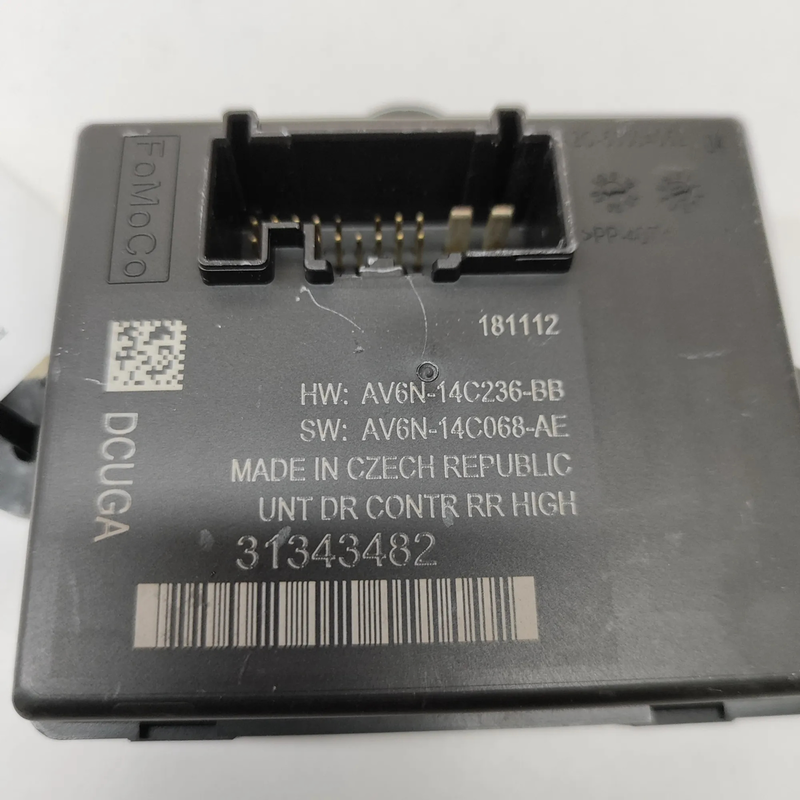 FoMoCo
181112
HW: AV6N-14C236-BB
SW: AV6N-14C068-AE
MADE IN CZECH REPUBLIC
UNT DR CONTR RR HIGH
31343482
DCUGA